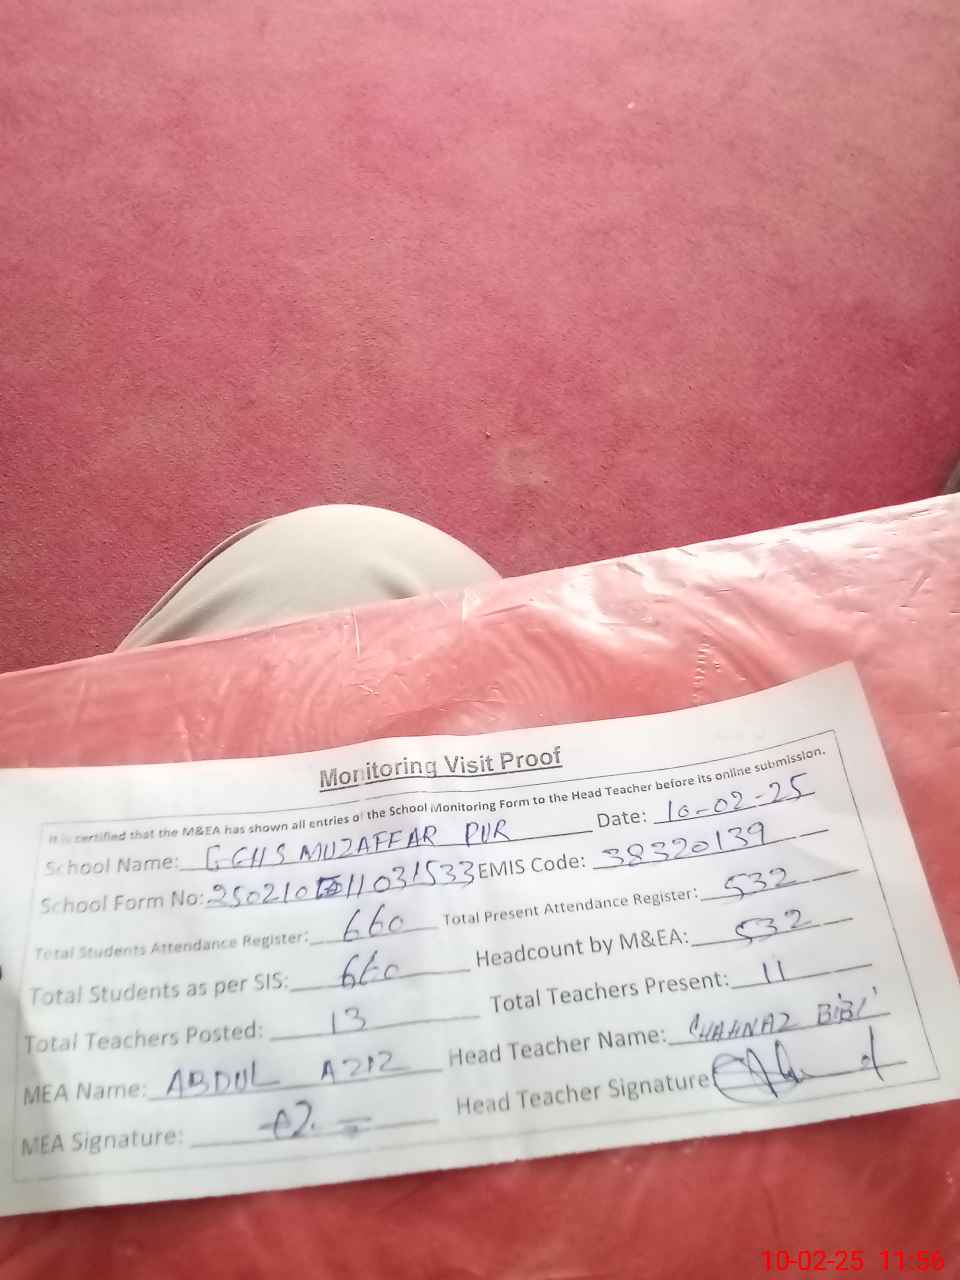 Monitoring Visit Proof
It is certified that the M&EA has shown all entries of the School Monitoring Form to the Head Teacher before its online submission.
School Name: GGHS MUZAFFAR PUR Date: 10-02-25
School Form No: 11031533 EMIS Code: 38320139
Total Students Attendance Register: 660 Total Present Attendance Register: 532
Total Students as per SIS: 660 Headcount by M&EA: 532
Total Teachers Posted: 13 Total Teachers Present: 11
MEA Name: ABDUL AZIZ Head Teacher Name: BIBI
MEA Signature: Head Teacher Signature
10-02-25 11:56